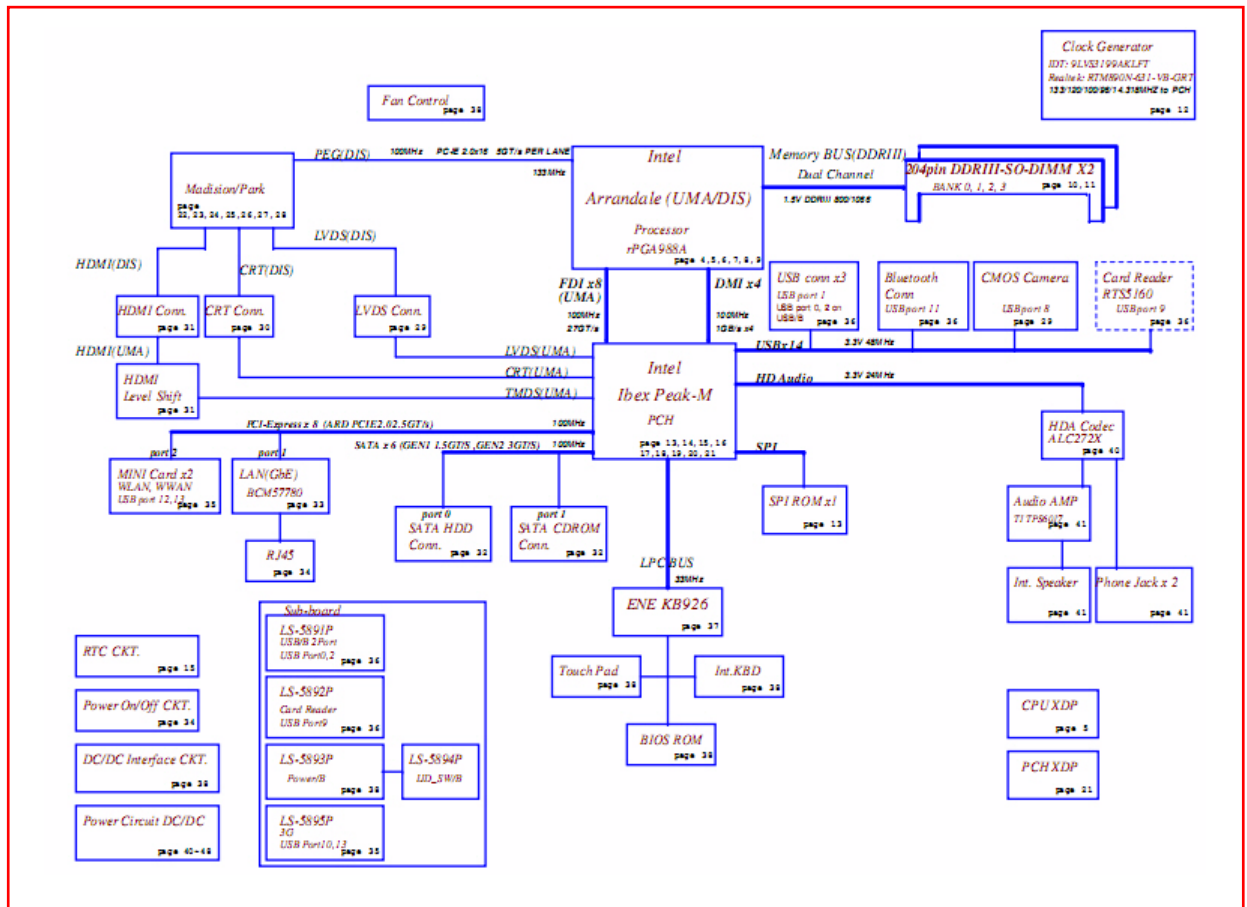 Clock Generator
IDT: 9LVS3199AKLFT
Realtek: RTM890N-631-VB-GRT
133/120/100/96/14.318MHZ to PCH
page 12
Fan Control
page 38
PEG(DIS)
100MHz PCI-E 2.0x16 5GT/s PER LANE
133MHz
Intel
Arrandale (UMA/DIS)
Processor
rPGA988A
page 4,5,6,7,8,9
Memory BUS(DDRIII)
Dual Channel
1.5V DDRIII 800/1066
204pin DDRIII-SO-DIMM X2
BANK 0, 1, 2, 3
page 10,11
Madision/Park
page
22,23,24,25,26,27,28
HDMI(DIS)
CRT(DIS)
LVDS(DIS)
HDMI Conn.
page 31
CRT Conn.
page 30
LVDS Conn.
page 29
FDI x8
(UMA)
100MHz
2.7GT/s
DMI x4
100MHz
1GB/s x4
USB conn x3
USB port 1
USB port 0, 2 on
USB/B
page 36
Bluetooth
Conn
USB port 11
page 36
CMOS Camera
USB port 8
page 29
Card Reader
RTS5160
USB port 9
page 36
HDMI(UMA)
HDMI
Level Shift
page 31
LVDS(UMA)
CRT(UMA)
TMDS(UMA)
Intel
Ibex Peak-M
PCH
page 13,14,15,16
17,18,19,20,21
USBx14
3.3V 48MHz
HD Audio
3.3V 24MHz
PCI-Express x 8 (ARD PCIE2.0 2.5GT/s)
100MHz
SATA x 6 (GEN1 1.5GT/S ,GEN2 3GT/S)
100MHz
SPI
HDA Codec
ALC272X
page 40
port 2
MINI Card x2
WLAN, WWAN
USB port 12,13
page 35
port 1
LAN(GbE)
BCM57780
page 33
RJ45
page 34
port 0
SATA HDD
Conn.
page 32
port 1
SATA CDROM
Conn.
page 32
SPI ROM x1
page 13
Audio AMP
TI TPS6017
page 41
Int. Speaker
page 41
Phone Jack x 2
page 41
LPC BUS
33MHz
ENE KB926
page 37
Touch Pad
page 38
Int.KBD
page 38
BIOS ROM
page 38
Sub-board
LS-5891P
USB/B 2Port
USB Port0,2
page 36
LS-5892P
Card Reader
USB Port9
page 36
LS-5893P
Power/B
page 38
LS-5894P
LID_SW/B
LS-5895P
3G
USB Port10,13
page 35
RTC CKT.
page 15
Power On/Off CKT.
page 34
DC/DC Interface CKT.
page 38
Power Circuit DC/DC
page 40~48
CPU XDP
page 5
PCH XDP
page 21